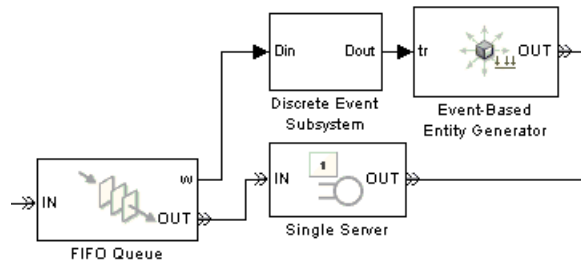 Din
Dout
tr
OUT
Discrete Event
Subsystem
Event-Based
Entity Generator
IN
w
OUT
FIFO Queue
IN
1
OUT
Single Server